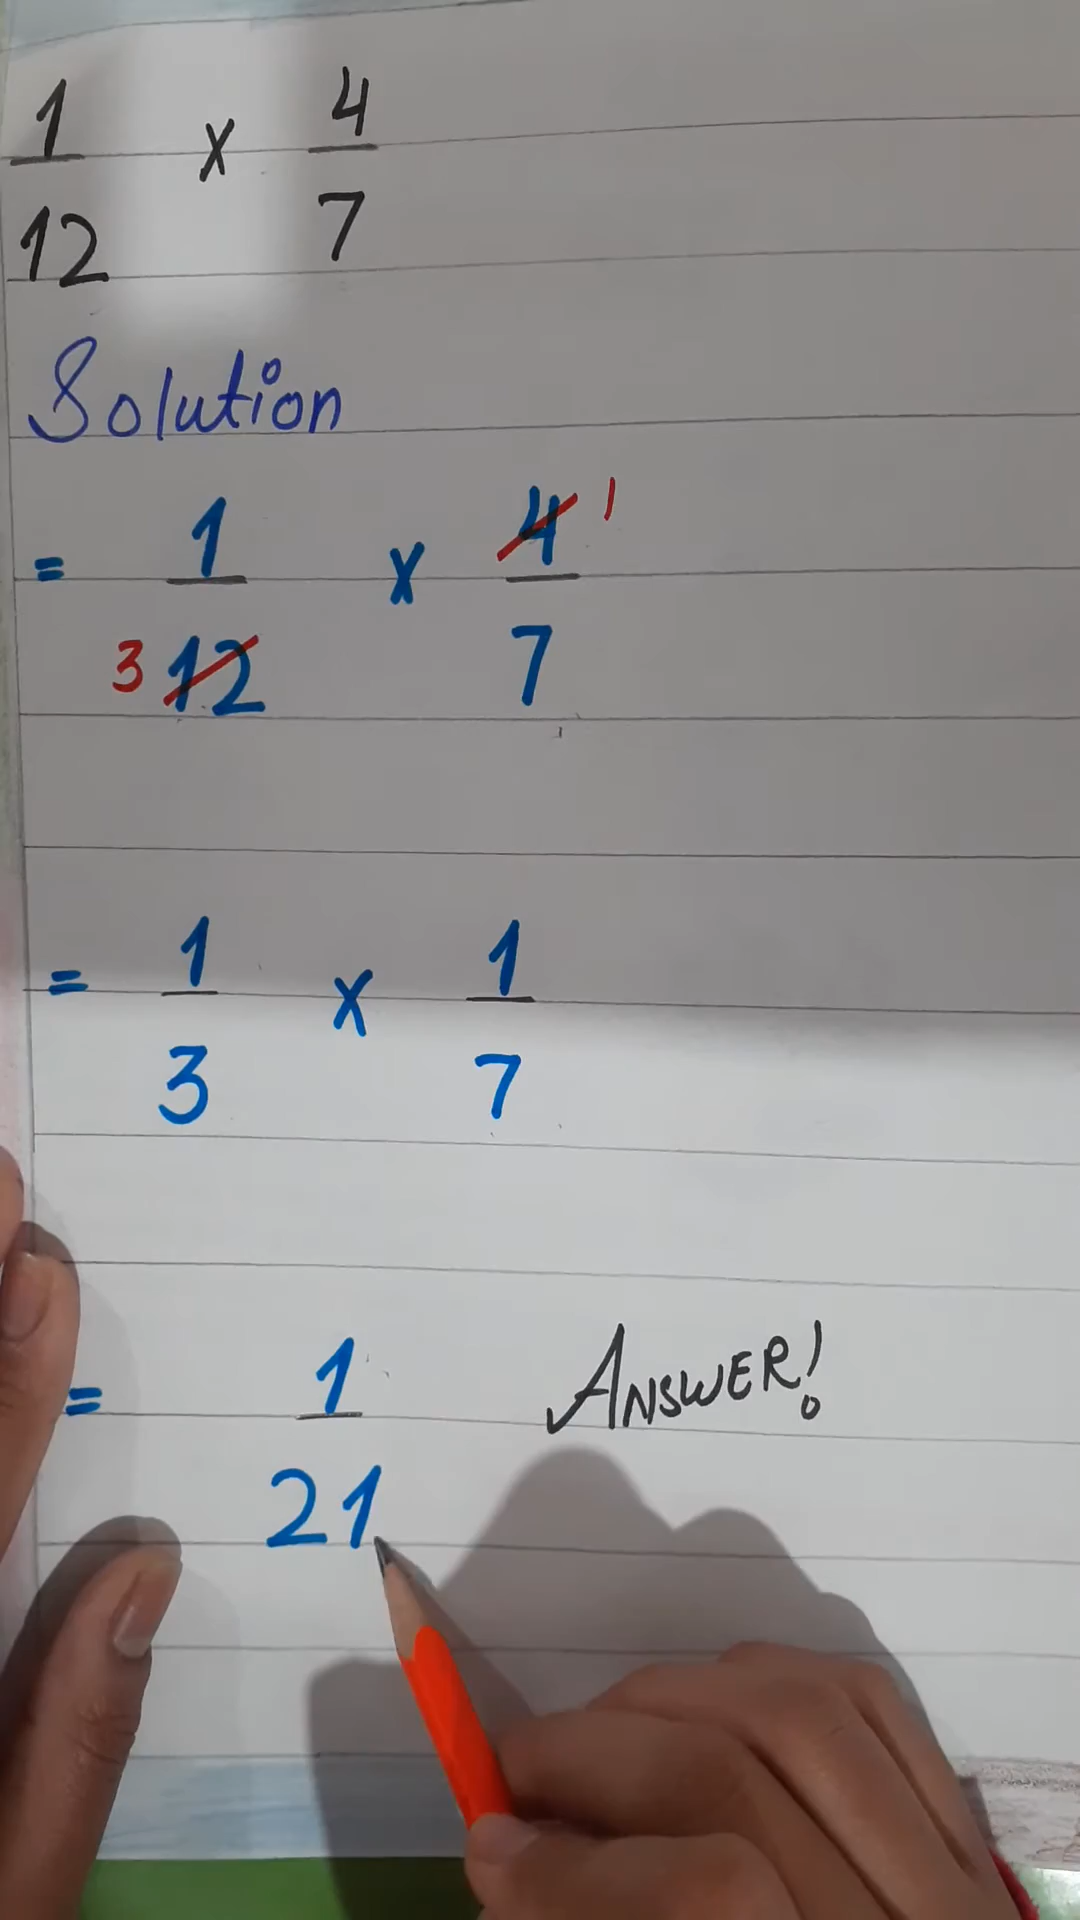 1/12 x 4/7
Solution
= 1/3 12 x 4 1/7
= 1/3 x 1/7
= 1/21 ANSWER!